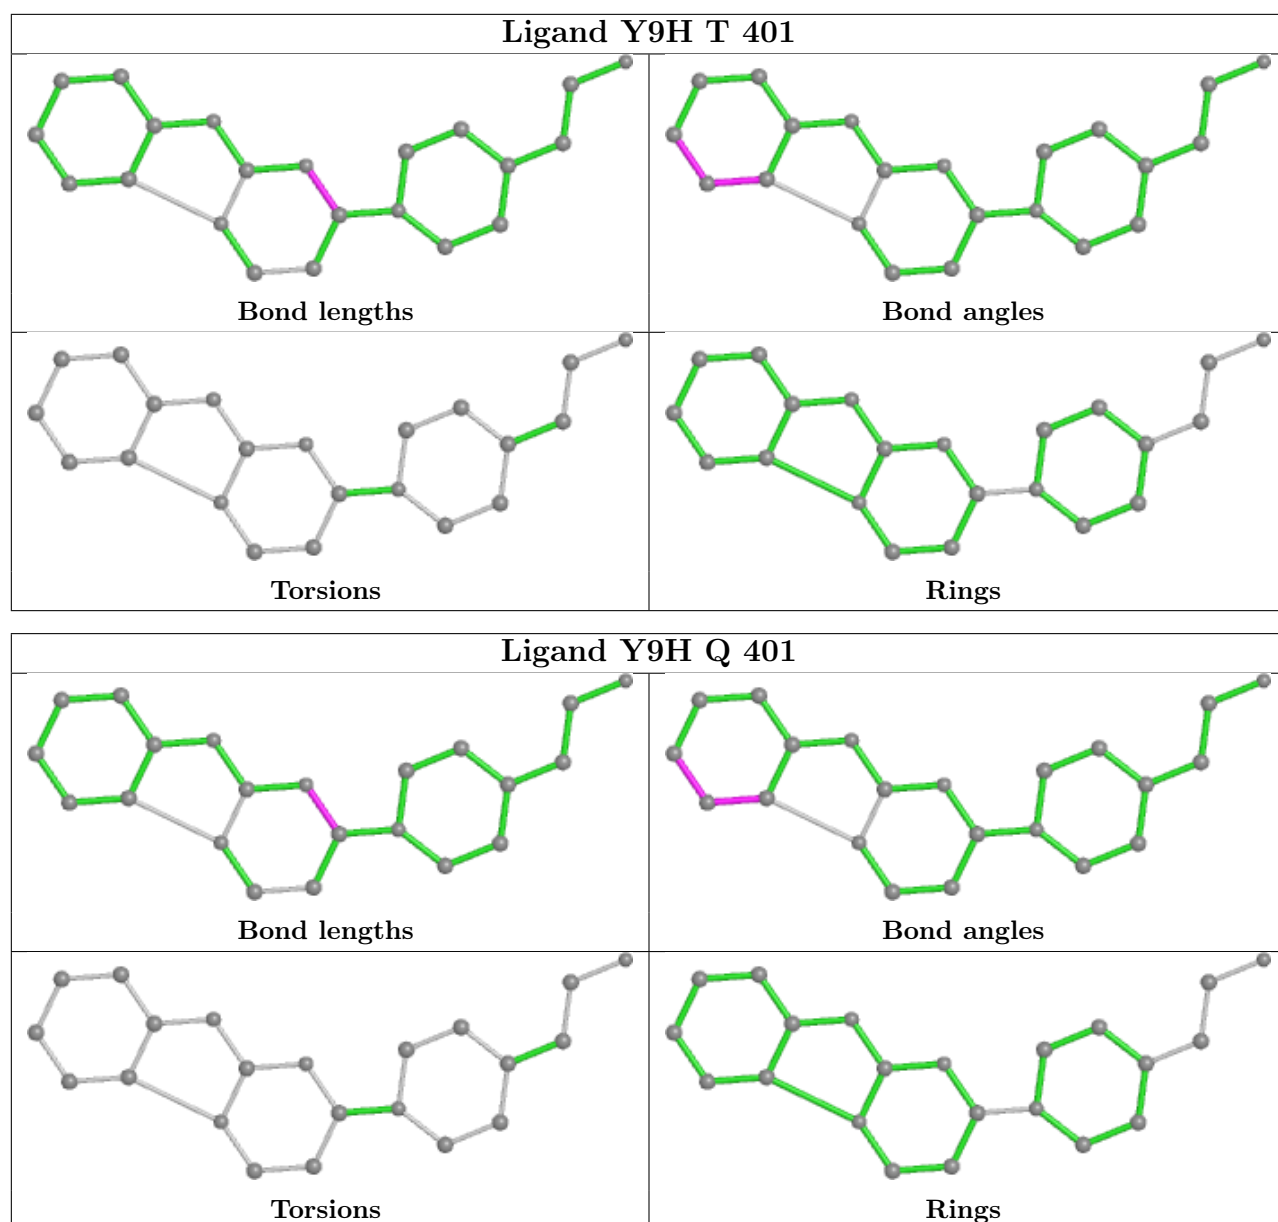 Ligand Y9H T 401
Bond lengths
Bond angles
Torsions
Rings
Ligand Y9H Q 401
Bond lengths
Bond angles
Torsions
Rings